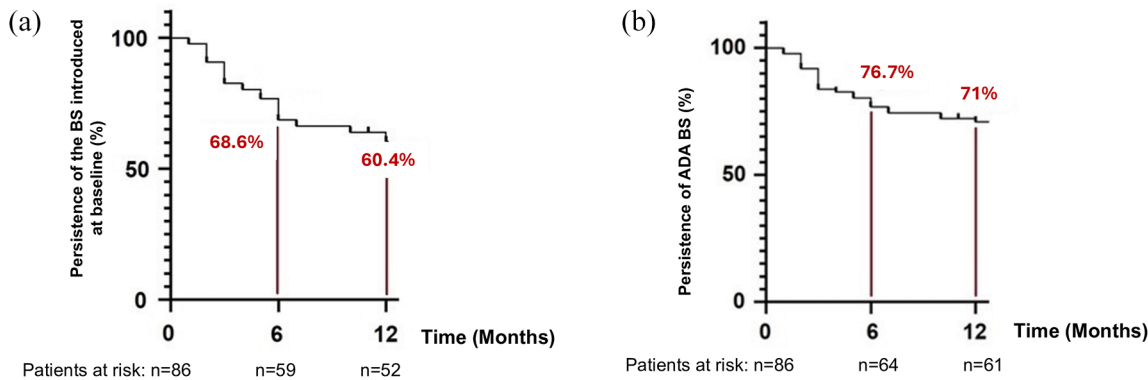 (a)
Persistence of the BS introduced
at baseline (%)
100
50
0
68.6%
60.4%
0 6 12 Time (Months)
Patients at risk: n=86 n=59 n=52
(b)
Persistence of ADA BS (%)
100
50
0
76.7%
71%
0 6 12 Time (Months)
Patients at risk: n=86 n=64 n=61